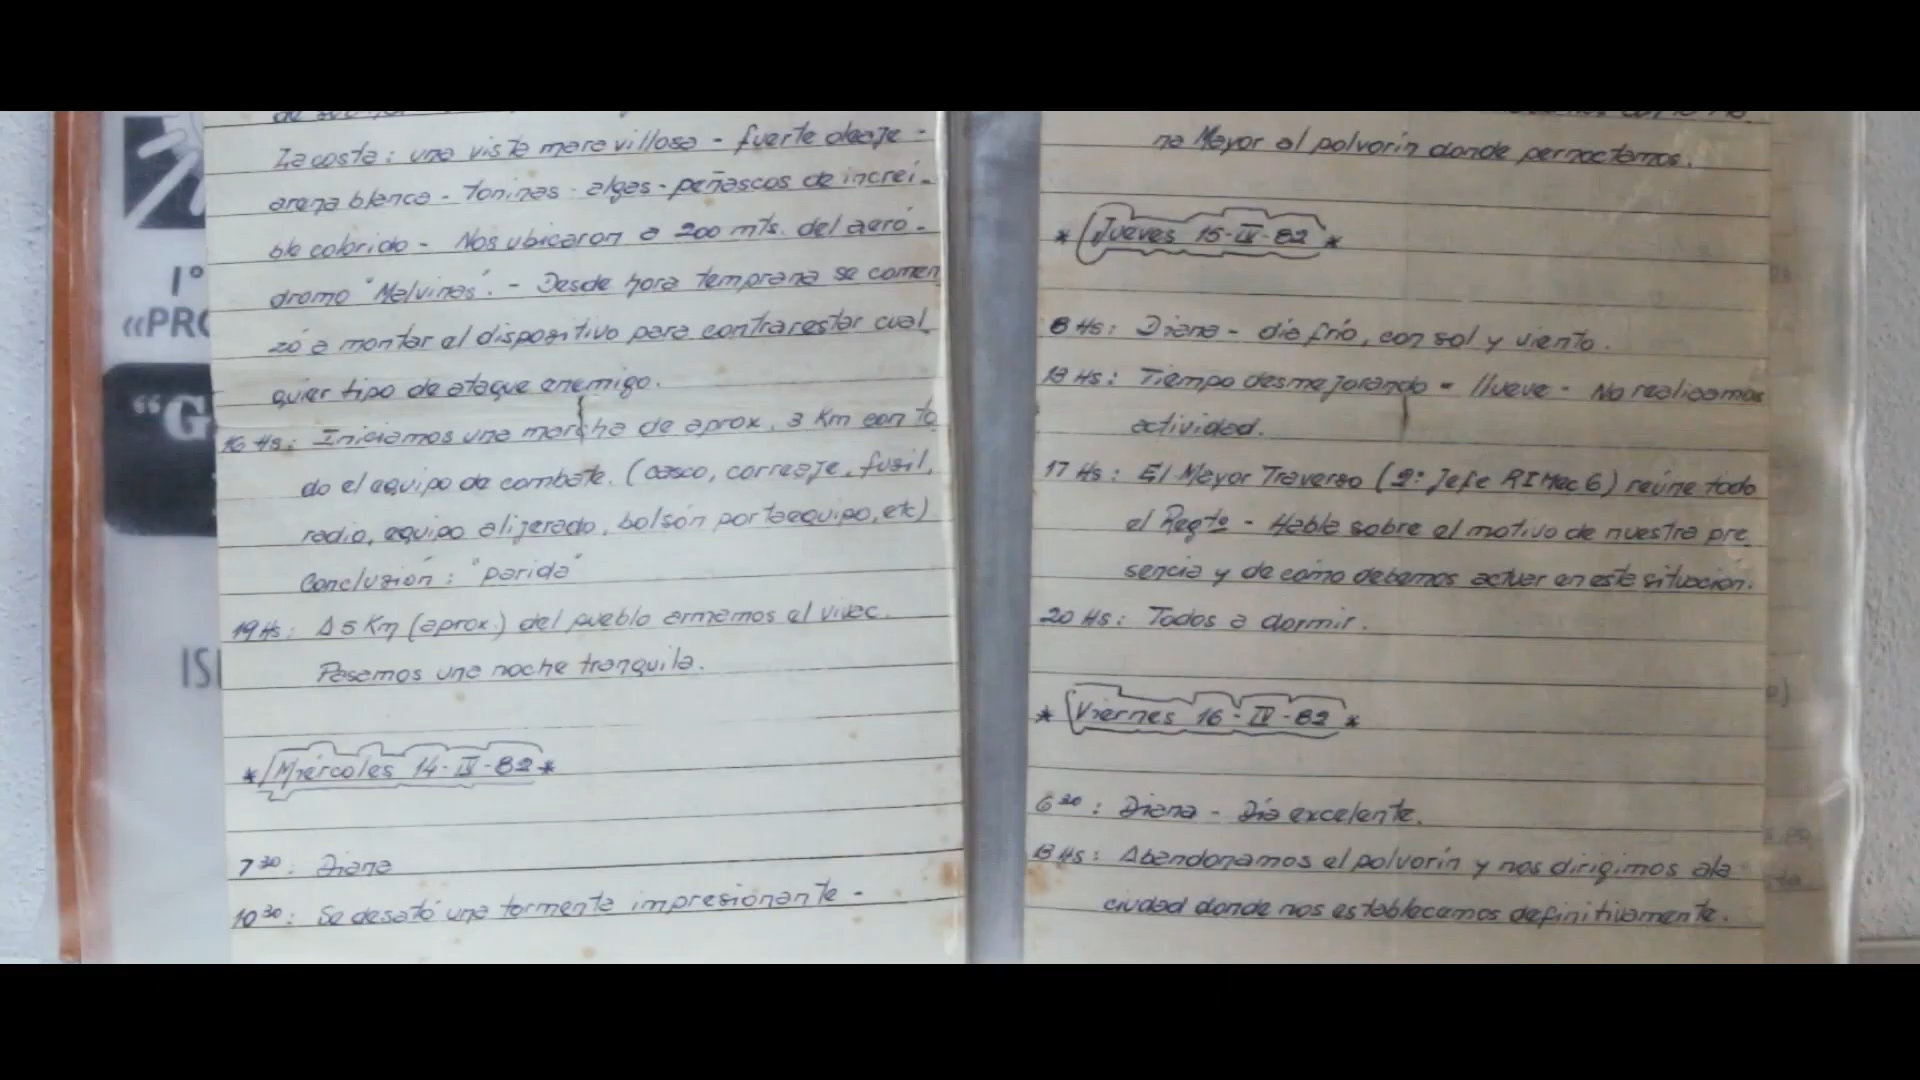 La costa: una vista maravillosa - fuerte oleaje -
arena blanca - toninas - algas - peñascos de increí-
ble colorido - Nos ubicaron a 200 mts. del aeró-
dromo "Malvinas". - Desde hora temprana se comen
zó a montar el dispositivo para contrarestar cual
quier tipo de ataque enemigo.
16 Hs: Iniciamos una marcha de aprox. 3 Km con to
do el equipo de combate. (casco, correaje, fusil,
radio, equipo alijerado, bolsón portaequipo, etc)
Conclusión: "parida"
19 Hs: A 5 Km (aprox.) del pueblo armamos el vivac.
Pasamos una noche tranquila.
* Miércoles 14-IV-82 *
7 30: Diana
10 30: Se desató una tormenta impresionante -
na Mayor al polvorín donde pernoctamos.
* Jueves 15-IV-82 *
8 Hs: Diana - día frío, con sol y viento.
13 Hs: Tiempo desmejorando - llueve - No realizamos
actividad.
17 Hs: El Mayor Traverso (2º Jefe RIMec 6) reúne todo
el Regto - Habla sobre el motivo de nuestra pre
sencia y de cómo debemos actuar en esta situación.
20 Hs: Todos a dormir.
* Viernes 16-IV-82 *
6 30: Diana - Día excelente.
13 Hs: Abandonamos el polvorín y nos dirigimos a la
ciudad donde nos establecemos definitivamente.
1°
«PRO
"G
ISL